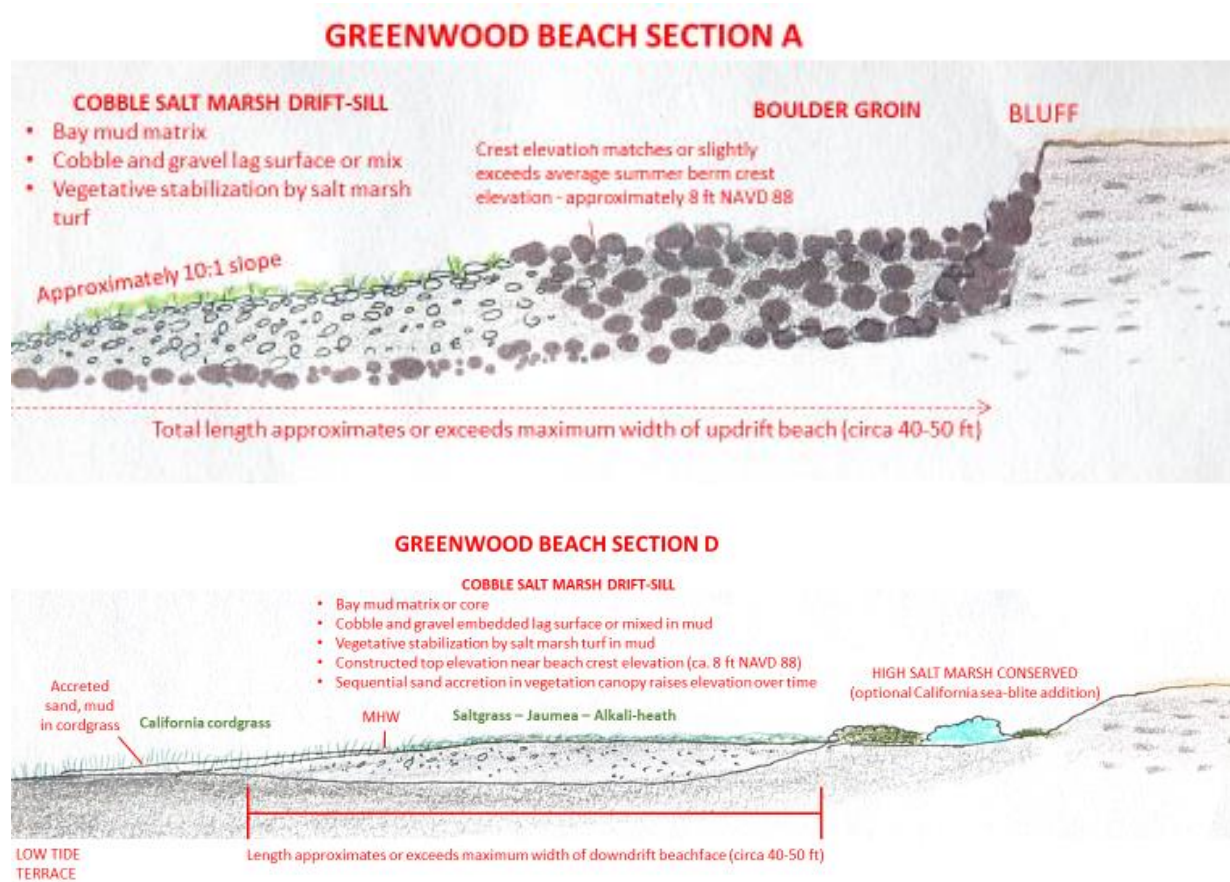 GREENWOOD BEACH SECTION A
COBBLE SALT MARSH DRIFT-SILL
• Bay mud matrix
• Cobble and gravel lag surface or mix
• Vegetative stabilization by salt marsh
turf
Crest elevation matches or slightly
exceeds average summer berm crest
elevation - approximately 8 ft NAVD 88
BOULDER GROIN
BLUFF
Approximately 10:1 slope
Total length approximates or exceeds maximum width of updrift beach (circa 40-50 ft)
GREENWOOD BEACH SECTION D
COBBLE SALT MARSH DRIFT-SILL
• Bay mud matrix or core
• Cobble and gravel embedded lag surface or mixed in mud
• Vegetative stabilization by salt marsh turf in mud
• Constructed top elevation near beach crest elevation (ca. 8 ft NAVD 88)
• Sequential sand accretion in vegetation canopy raises elevation over time
HIGH SALT MARSH CONSERVED
(optional California sea-blite addition)
Accreted
sand, mud
in cordgrass
California cordgrass
MHW
Saltgrass – Jaumea – Alkali-heath
LOW TIDE
TERRACE
Length approximates or exceeds maximum width of downdrift beachface (circa 40-50 ft)